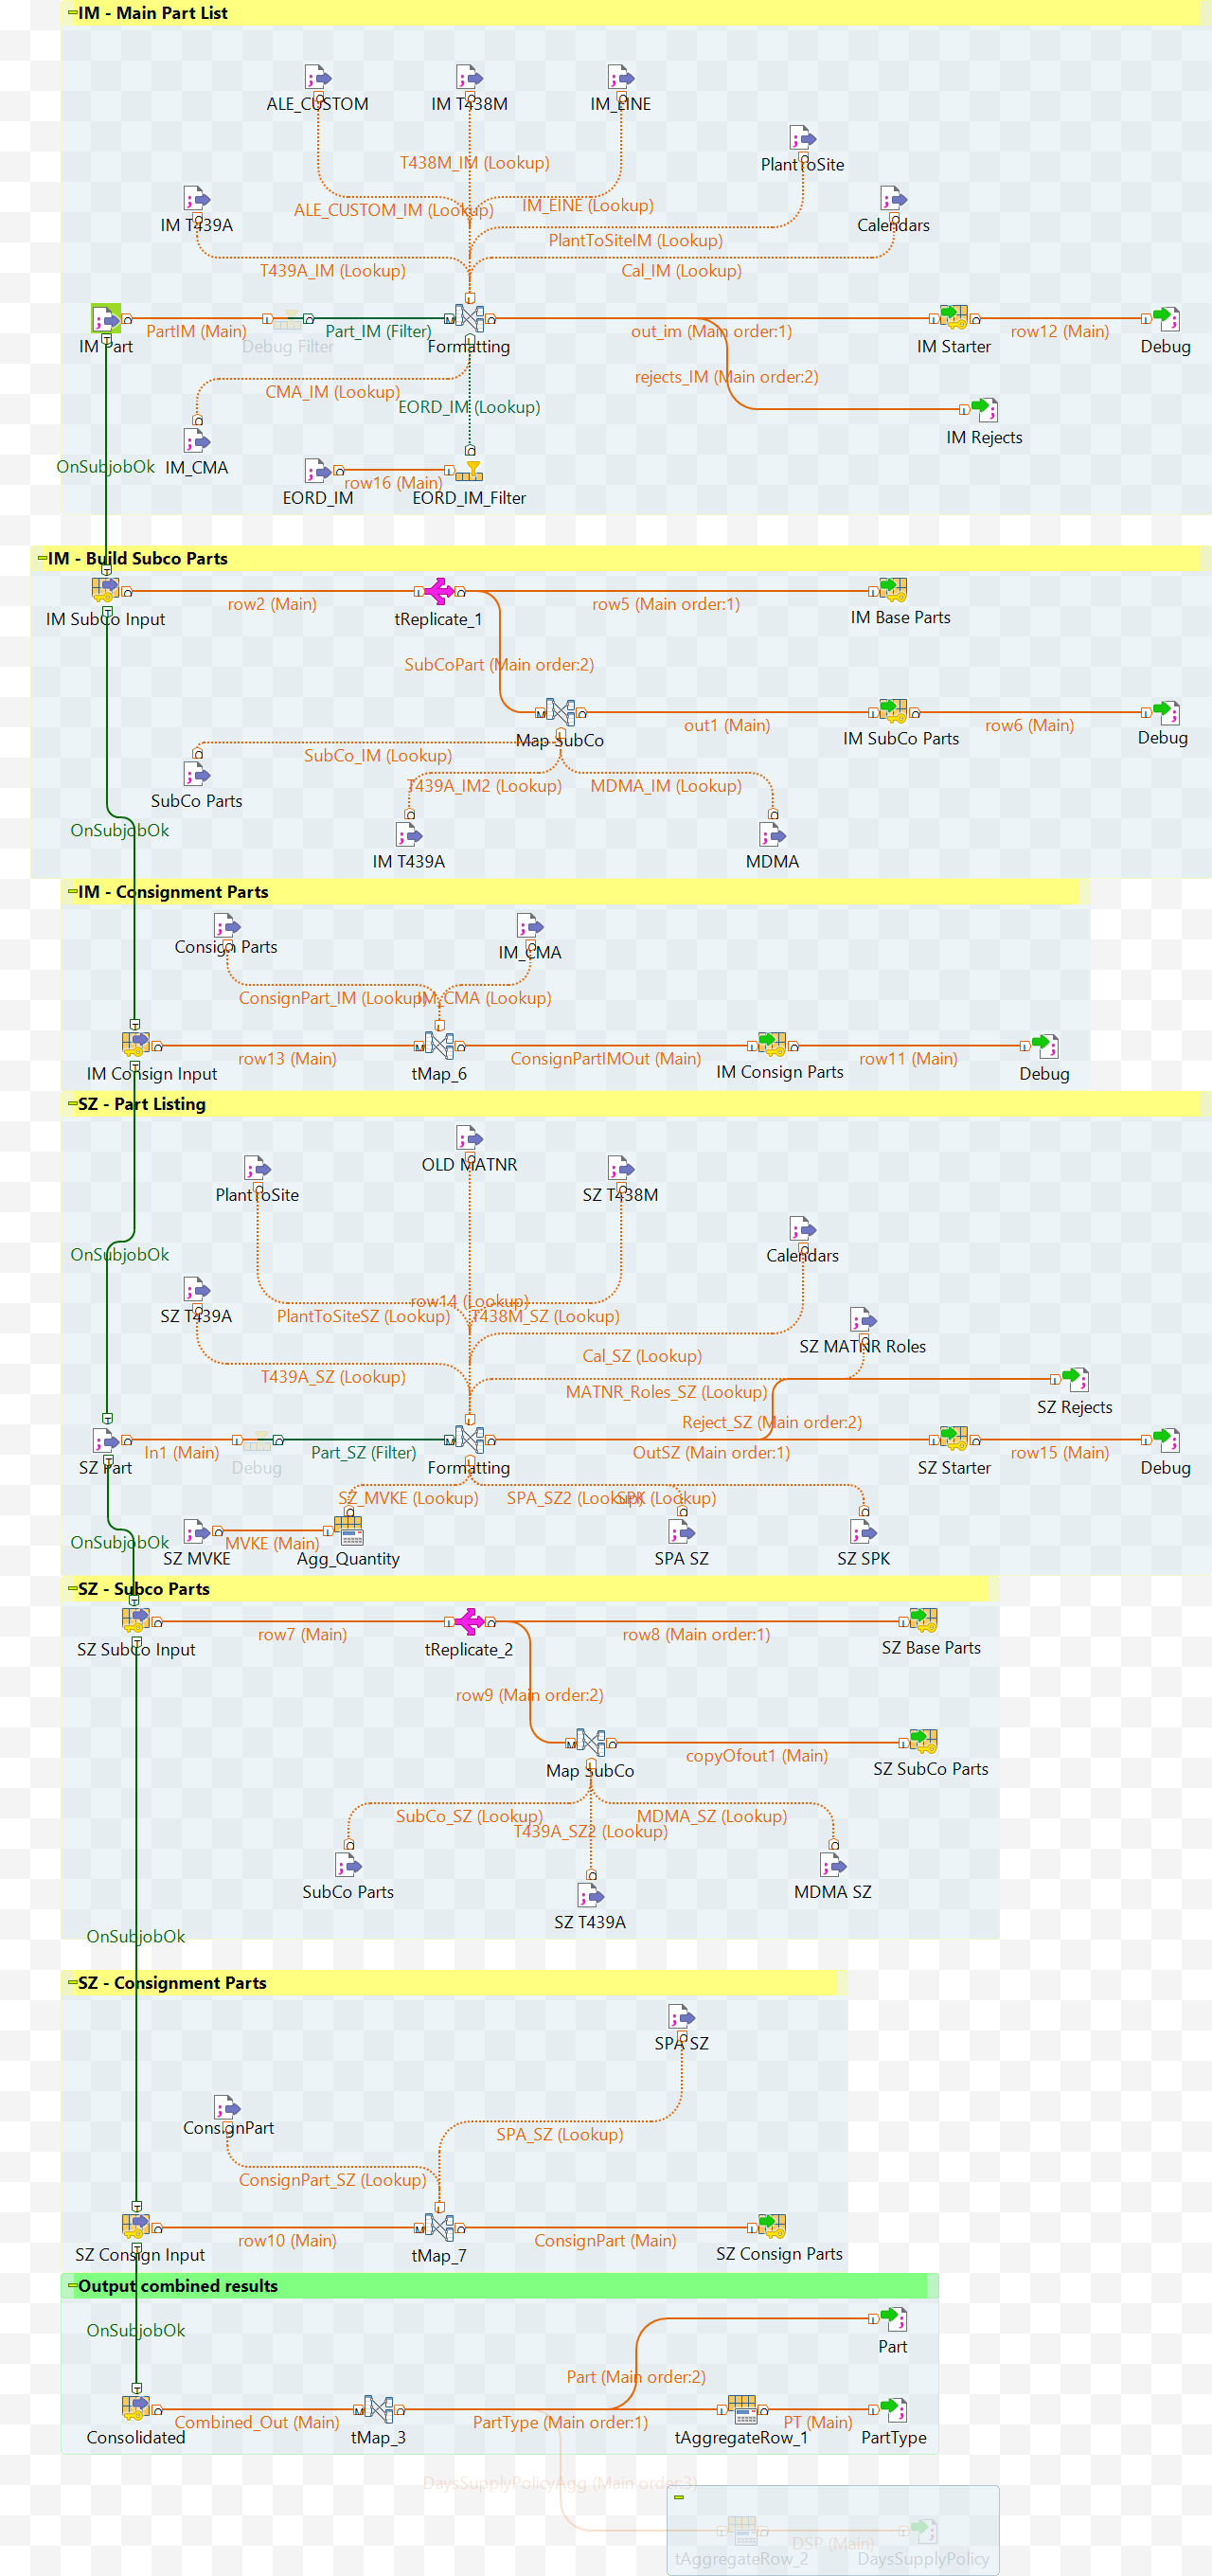 IM - Main Part List
ALE_CUSTOM
IM T438M
IM_EINE
PlantToSite
T438M_IM (Lookup)
ALE_CUSTOM_IM (Lookup)
IM_EINE (Lookup)
IM T439A
Calendars
PlantToSiteIM (Lookup)
T439A_IM (Lookup)
Cal_IM (Lookup)
PartIM (Main)
Part_IM (Filter)
out_im (Main order:1)
row12 (Main)
IM Part
Debug Filter
Formatting
IM Starter
Debug
rejects_IM (Main order:2)
CMA_IM (Lookup)
EORD_IM (Lookup)
IM Rejects
OnSubjobOk
IM_CMA
row16 (Main)
EORD_IM
EORD_IM_Filter
IM - Build Subco Parts
row2 (Main)
row5 (Main order:1)
IM SubCo Input
tReplicate_1
IM Base Parts
SubCoPart (Main order:2)
out1 (Main)
row6 (Main)
Map SubCo
IM SubCo Parts
Debug
SubCo_IM (Lookup)
T439A_IM2 (Lookup)
MDMA_IM (Lookup)
SubCo Parts
OnSubjobOk
IM T439A
MDMA
IM - Consignment Parts
Consign Parts
IM_CMA
ConsignPart_IM (Lookup)
IM_CMA (Lookup)
row13 (Main)
ConsignPartIMOut (Main)
row11 (Main)
IM Consign Input
tMap_6
IM Consign Parts
Debug
SZ - Part Listing
OLD MATNR
PlantToSite
SZ T438M
OnSubjobOk
Calendars
row14 (Lookup)
SZ T439A
PlantToSiteSZ (Lookup)
T438M_SZ (Lookup)
SZ MATNR Roles
Cal_SZ (Lookup)
T439A_SZ (Lookup)
MATNR_Roles_SZ (Lookup)
SZ Rejects
Reject_SZ (Main order:2)
In1 (Main)
Part_SZ (Filter)
OutSZ (Main order:1)
row15 (Main)
SZ Part
Debug
Formatting
SZ Starter
Debug
SZ_MVKE (Lookup)
SPA_SZ2 (Lookup)
SPK (Lookup)
OnSubjobOk
MVKE (Main)
SZ MVKE
Agg_Quantity
SPA SZ
SZ SPK
SZ - Subco Parts
row7 (Main)
row8 (Main order:1)
SZ SubCo Input
tReplicate_2
SZ Base Parts
row9 (Main order:2)
copyOfout1 (Main)
Map SubCo
SZ SubCo Parts
SubCo_SZ (Lookup)
MDMA_SZ (Lookup)
T439A_SZ2 (Lookup)
SubCo Parts
MDMA SZ
SZ T439A
OnSubjobOk
SZ - Consignment Parts
SPA SZ
ConsignPart
SPA_SZ (Lookup)
ConsignPart_SZ (Lookup)
row10 (Main)
ConsignPart (Main)
SZ Consign Input
tMap_7
SZ Consign Parts
Output combined results
OnSubjobOk
Part
Part (Main order:2)
Combined_Out (Main)
PartType (Main order:1)
PT (Main)
Consolidated
tMap_3
tAggregateRow_1
PartType
DaysSupplyPolicyAgg (Main order:3)
DSP (Main)
tAggregateRow_2
DaysSupplyPolicy